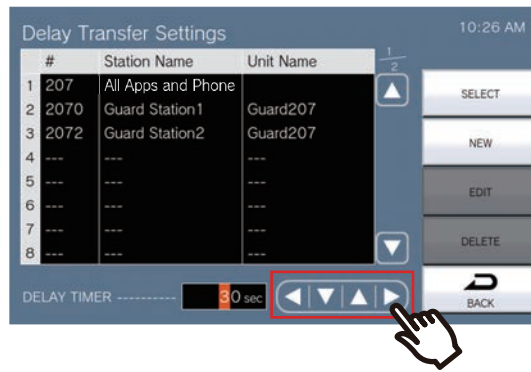 Delay Transfer Settings 10:26 AM
# Station Name Unit Name 1/2
1 207 All Apps and Phone
2 2070 Guard Station1 Guard207
3 2072 Guard Station2 Guard207
4 --- --- ---
5 --- --- ---
6 --- --- ---
7 --- --- ---
8 --- --- ---
SELECT
NEW
EDIT
DELETE
DELAY TIMER ---------- 30 sec
BACK